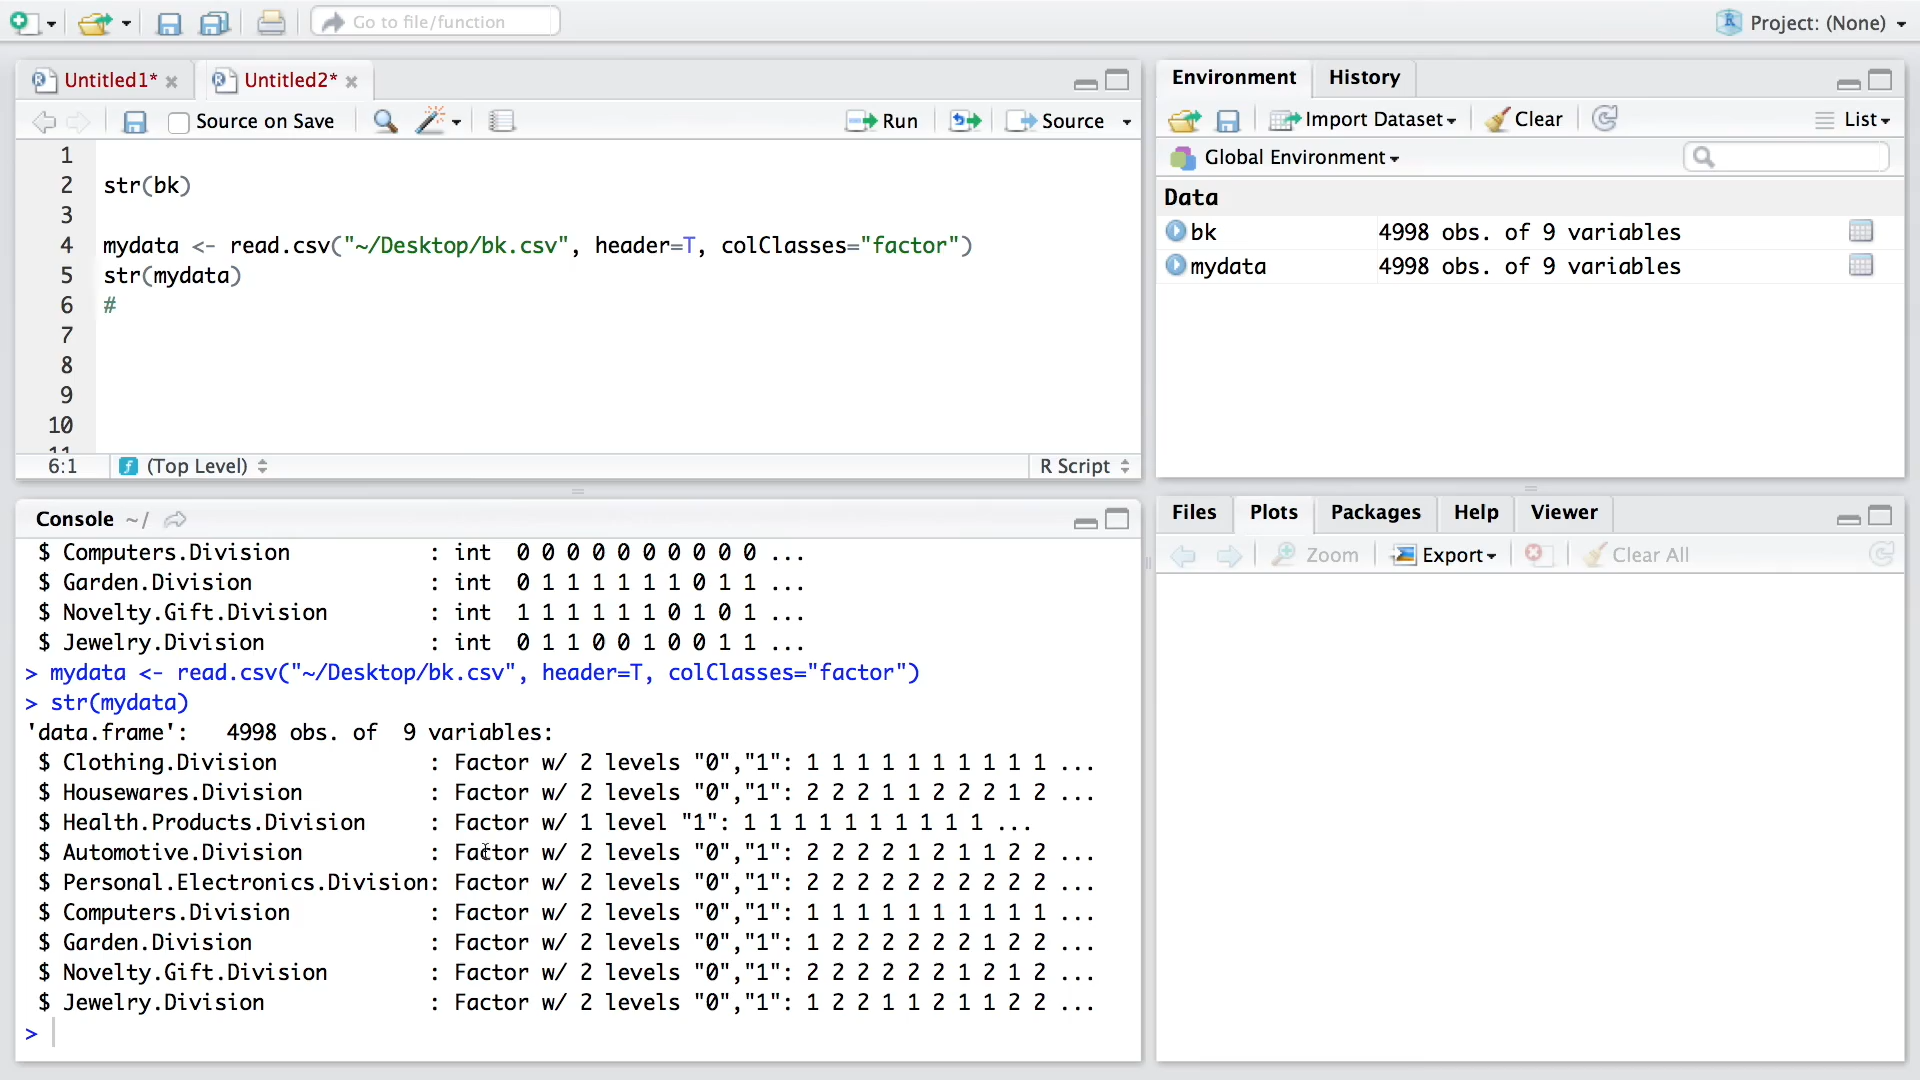 Go to file/function
Project: (None)
Untitled1*
Untitled2*
Source on Save
Run
Source
1
2 str(bk)
3
4 mydata <- read.csv("~/Desktop/bk.csv", header=T, colClasses="factor")
5 str(mydata)
6 #
7
8
9
10
11
6:1 (Top Level) R Script
Console ~/
$ Computers.Division : int 0 0 0 0 0 0 0 0 0 0 ...
$ Garden.Division : int 0 1 1 1 1 1 1 0 1 1 ...
$ Novelty.Gift.Division : int 1 1 1 1 1 1 0 1 0 1 ...
$ Jewelry.Division : int 0 1 1 0 0 1 0 0 1 1 ...
> mydata <- read.csv("~/Desktop/bk.csv", header=T, colClasses="factor")
> str(mydata)
'data.frame': 4998 obs. of 9 variables:
$ Clothing.Division : Factor w/ 2 levels "0","1": 1 1 1 1 1 1 1 1 1 1 ...
$ Housewares.Division : Factor w/ 2 levels "0","1": 2 2 2 1 1 2 2 2 1 2 ...
$ Health.Products.Division : Factor w/ 1 level "1": 1 1 1 1 1 1 1 1 1 1 ...
$ Automotive.Division : Factor w/ 2 levels "0","1": 2 2 2 2 1 2 1 1 2 2 ...
$ Personal.Electronics.Division: Factor w/ 2 levels "0","1": 2 2 2 2 2 2 2 2 2 2 ...
$ Computers.Division : Factor w/ 2 levels "0","1": 1 1 1 1 1 1 1 1 1 1 ...
$ Garden.Division : Factor w/ 2 levels "0","1": 1 2 2 2 2 2 2 1 2 2 ...
$ Novelty.Gift.Division : Factor w/ 2 levels "0","1": 2 2 2 2 2 2 1 2 1 2 ...
$ Jewelry.Division : Factor w/ 2 levels "0","1": 1 2 2 1 1 2 1 1 2 2 ...
>
Environment
History
Import Dataset
Clear
List
Global Environment
Data
bk 4998 obs. of 9 variables
mydata 4998 obs. of 9 variables
Files
Plots
Packages
Help
Viewer
Zoom
Export
Clear All